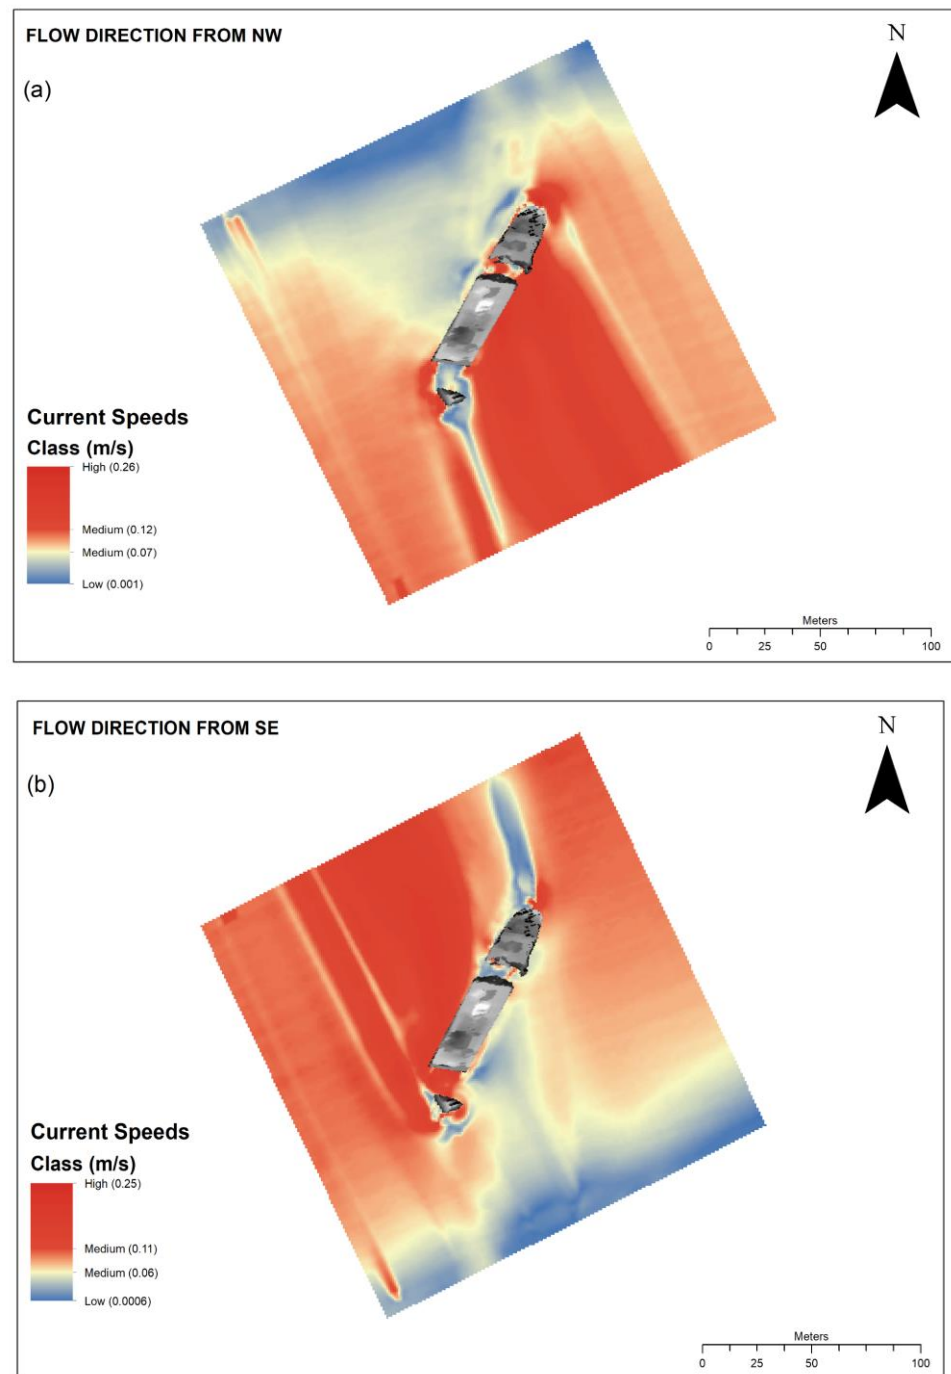 FLOW DIRECTION FROM NW
N
(a)
Current Speeds
Class (m/s)
High (0.26)
Medium (0.12)
Medium (0.07)
Low (0.001)
Meters
0 25 50 100
FLOW DIRECTION FROM SE
N
(b)
Current Speeds
Class (m/s)
High (0.25)
Medium (0.11)
Medium (0.06)
Low (0.0006)
Meters
0 25 50 100